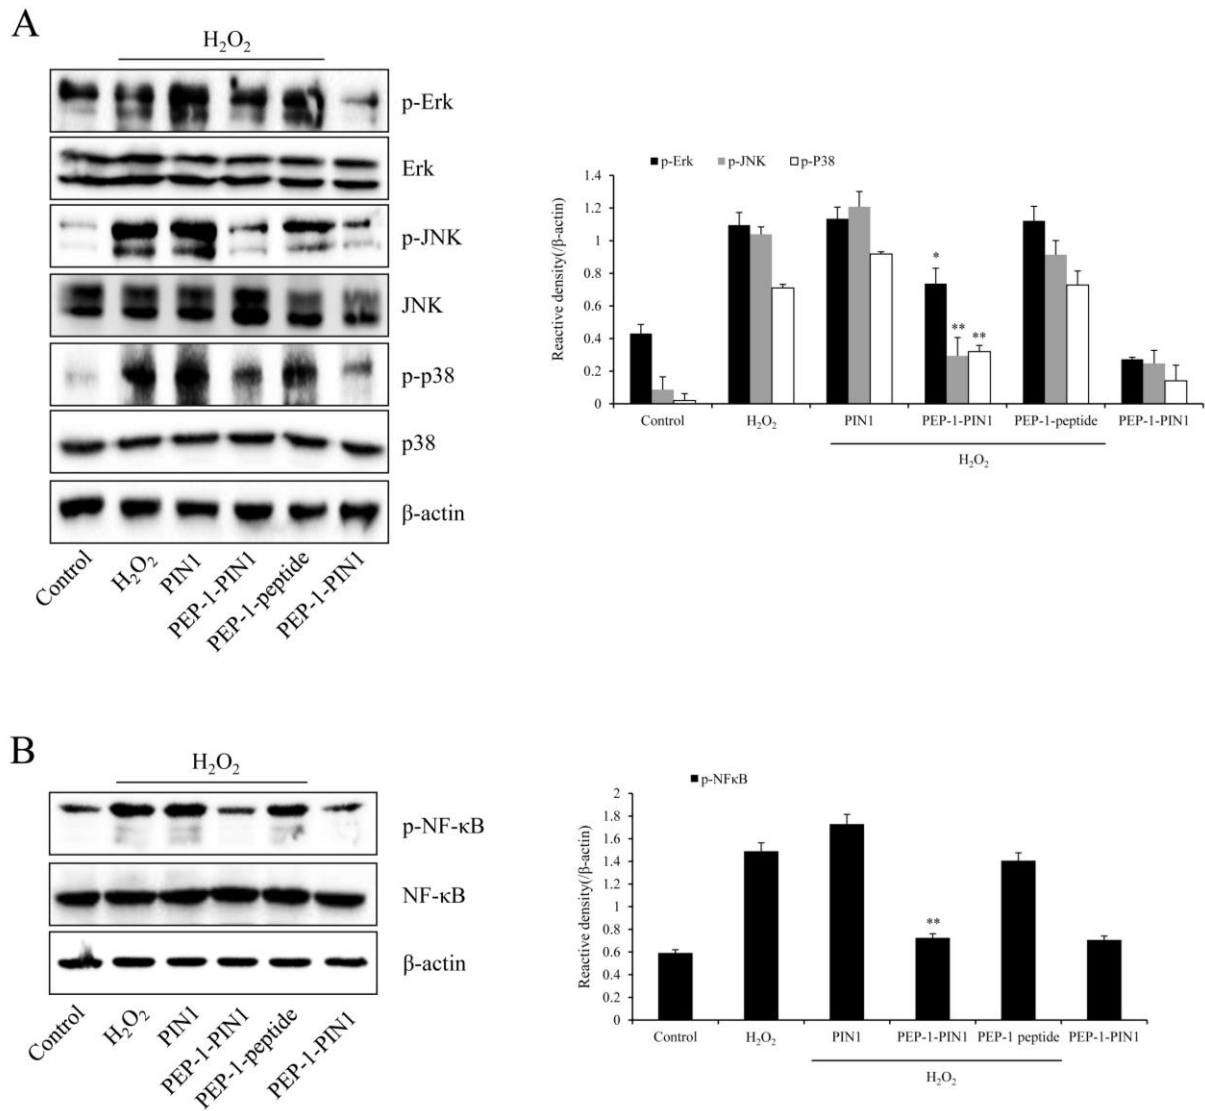 A
H₂O₂
p-Erk
Erk
p-JNK
JNK
p-p38
p38
β-actin
Control
H₂O₂
PIN1
PEP-1-PIN1
PEP-1-peptide
PEP-1-PIN1
p-Erk p-JNK p-P38
Reactive density(/β-actin)
1.4
1.2
1
0.8
0.6
0.4
0.2
0
*
**
**
Control H₂O₂ PIN1 PEP-1-PIN1 PEP-1-peptide PEP-1-PIN1
H₂O₂
B
H₂O₂
p-NF-κB
NF-κB
β-actin
Control
H₂O₂
PIN1
PEP-1-PIN1
PEP-1-peptide
PEP-1-PIN1
p-NFκB
Reactive density(/β-actin)
2
1.8
1.6
1.4
1.2
1
0.8
0.6
0.4
0.2
0
**
Control H₂O₂ PIN1 PEP-1-PIN1 PEP-1 peptide PEP-1-PIN1
H₂O₂